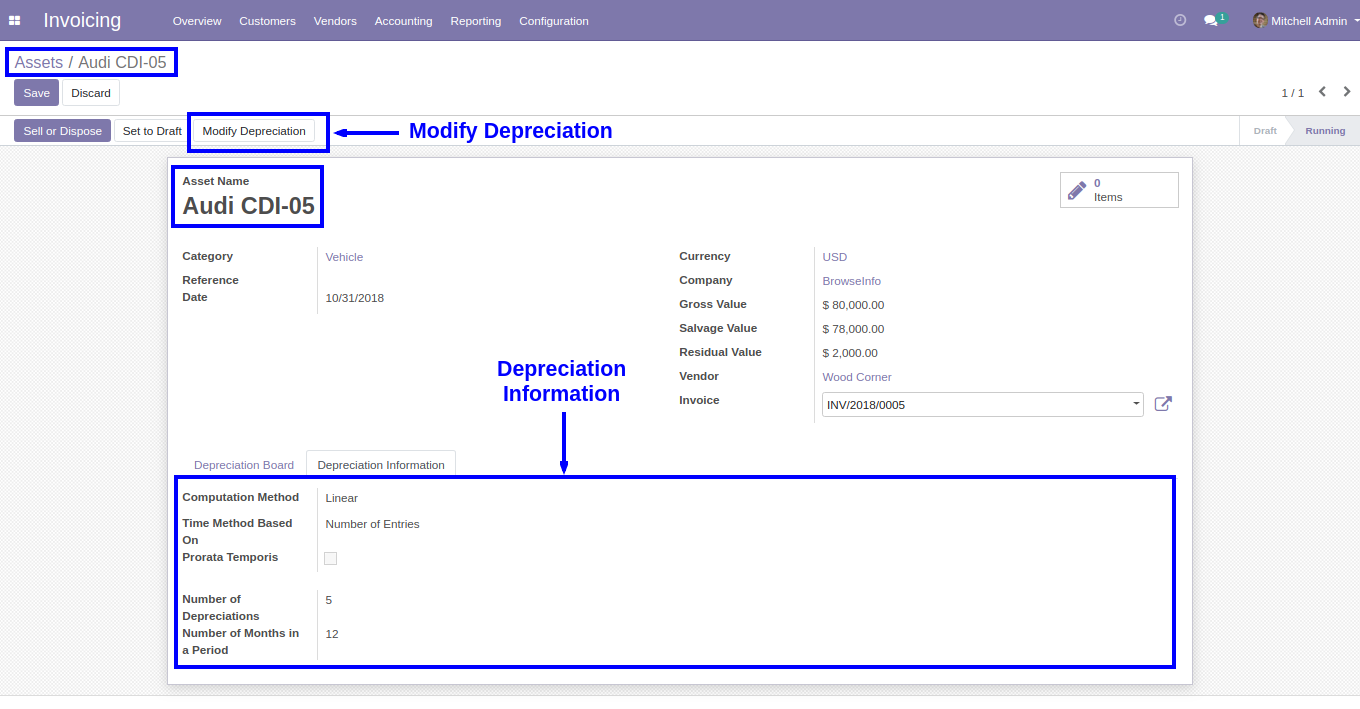 Invoicing Overview Customers Vendors Accounting Reporting Configuration 1 Mitchell Admin
Assets / Audi CDI-05
Save Discard 1 / 1
Sell or Dispose Set to Draft Modify Depreciation Modify Depreciation Draft Running
Asset Name
Audi CDI-05
0
Items
Category Vehicle
Reference
Date 10/31/2018
Currency USD
Company BrowseInfo
Gross Value $ 80,000.00
Salvage Value $ 78,000.00
Residual Value $ 2,000.00
Vendor Wood Corner
Invoice INV/2018/0005
Depreciation
Information
Depreciation Board Depreciation Information
Computation Method Linear
Time Method Based Number of Entries
On
Prorata Temporis
Number of 5
Depreciations
Number of Months in 12
a Period